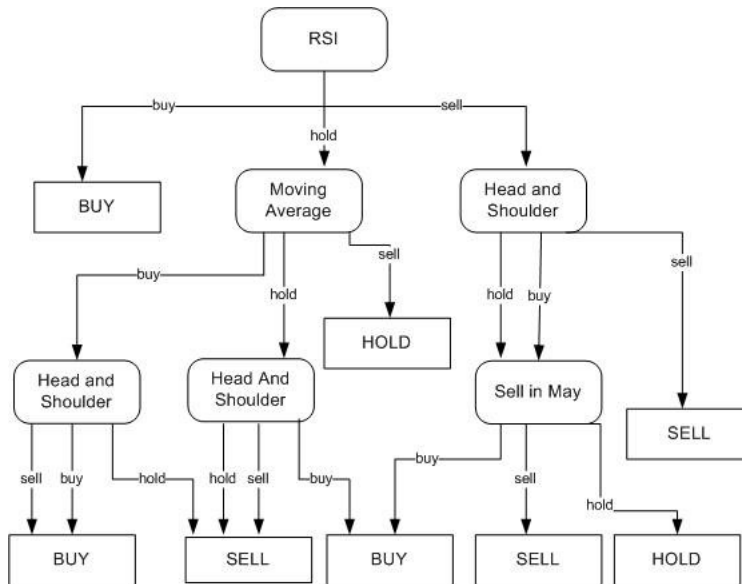 RSI
buy
sell
hold
BUY
Moving
Average
Head and
Shoulder
sell
sell
buy
hold
hold
buy
HOLD
Head and
Shoulder
Head And
Shoulder
Sell in May
SELL
buy
sell
buy
hold
hold
sell
buy
sell
hold
BUY
SELL
BUY
SELL
HOLD